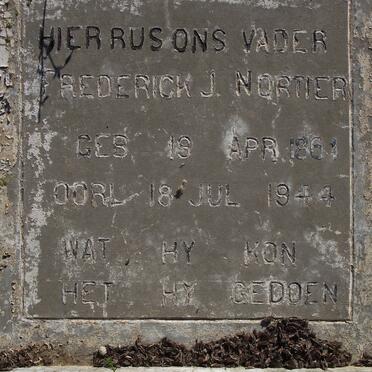 HIER RUS ONS VADER
FREDERICK J. NORTIER
GEB 19 APR. 1861
OORL 18 JUL 1944
WAT HY KON
HET HY GEDOEN